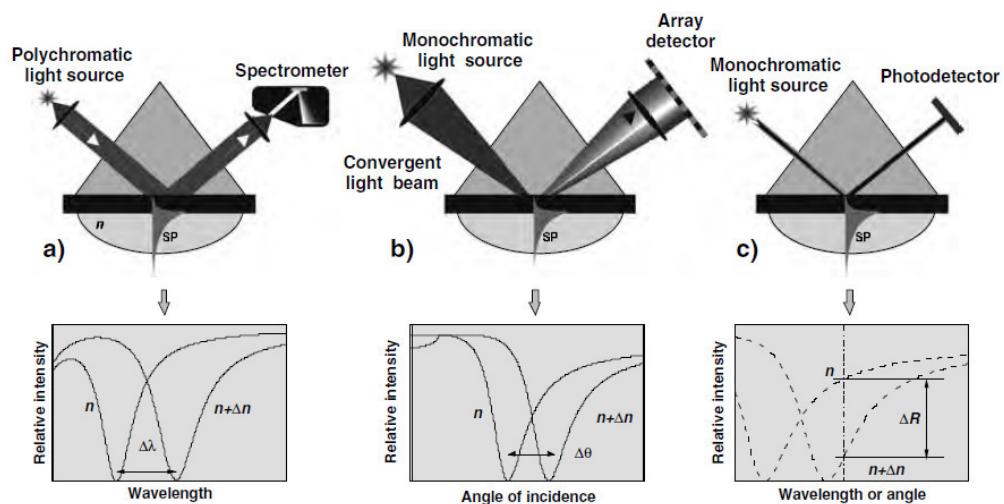 Polychromatic
light source
Spectrometer
n
SP
a)
Monochromatic
light source
Array
detector
Convergent
light beam
SP
b)
Monochromatic
light source
Photodetector
SP
c)
Relative intensity
n
n+Δn
Δλ
Wavelength
Relative intensity
n
n+Δn
Δθ
Angle of incidence
Relative intensity
n
ΔR
n+Δn
Wavelength or angle